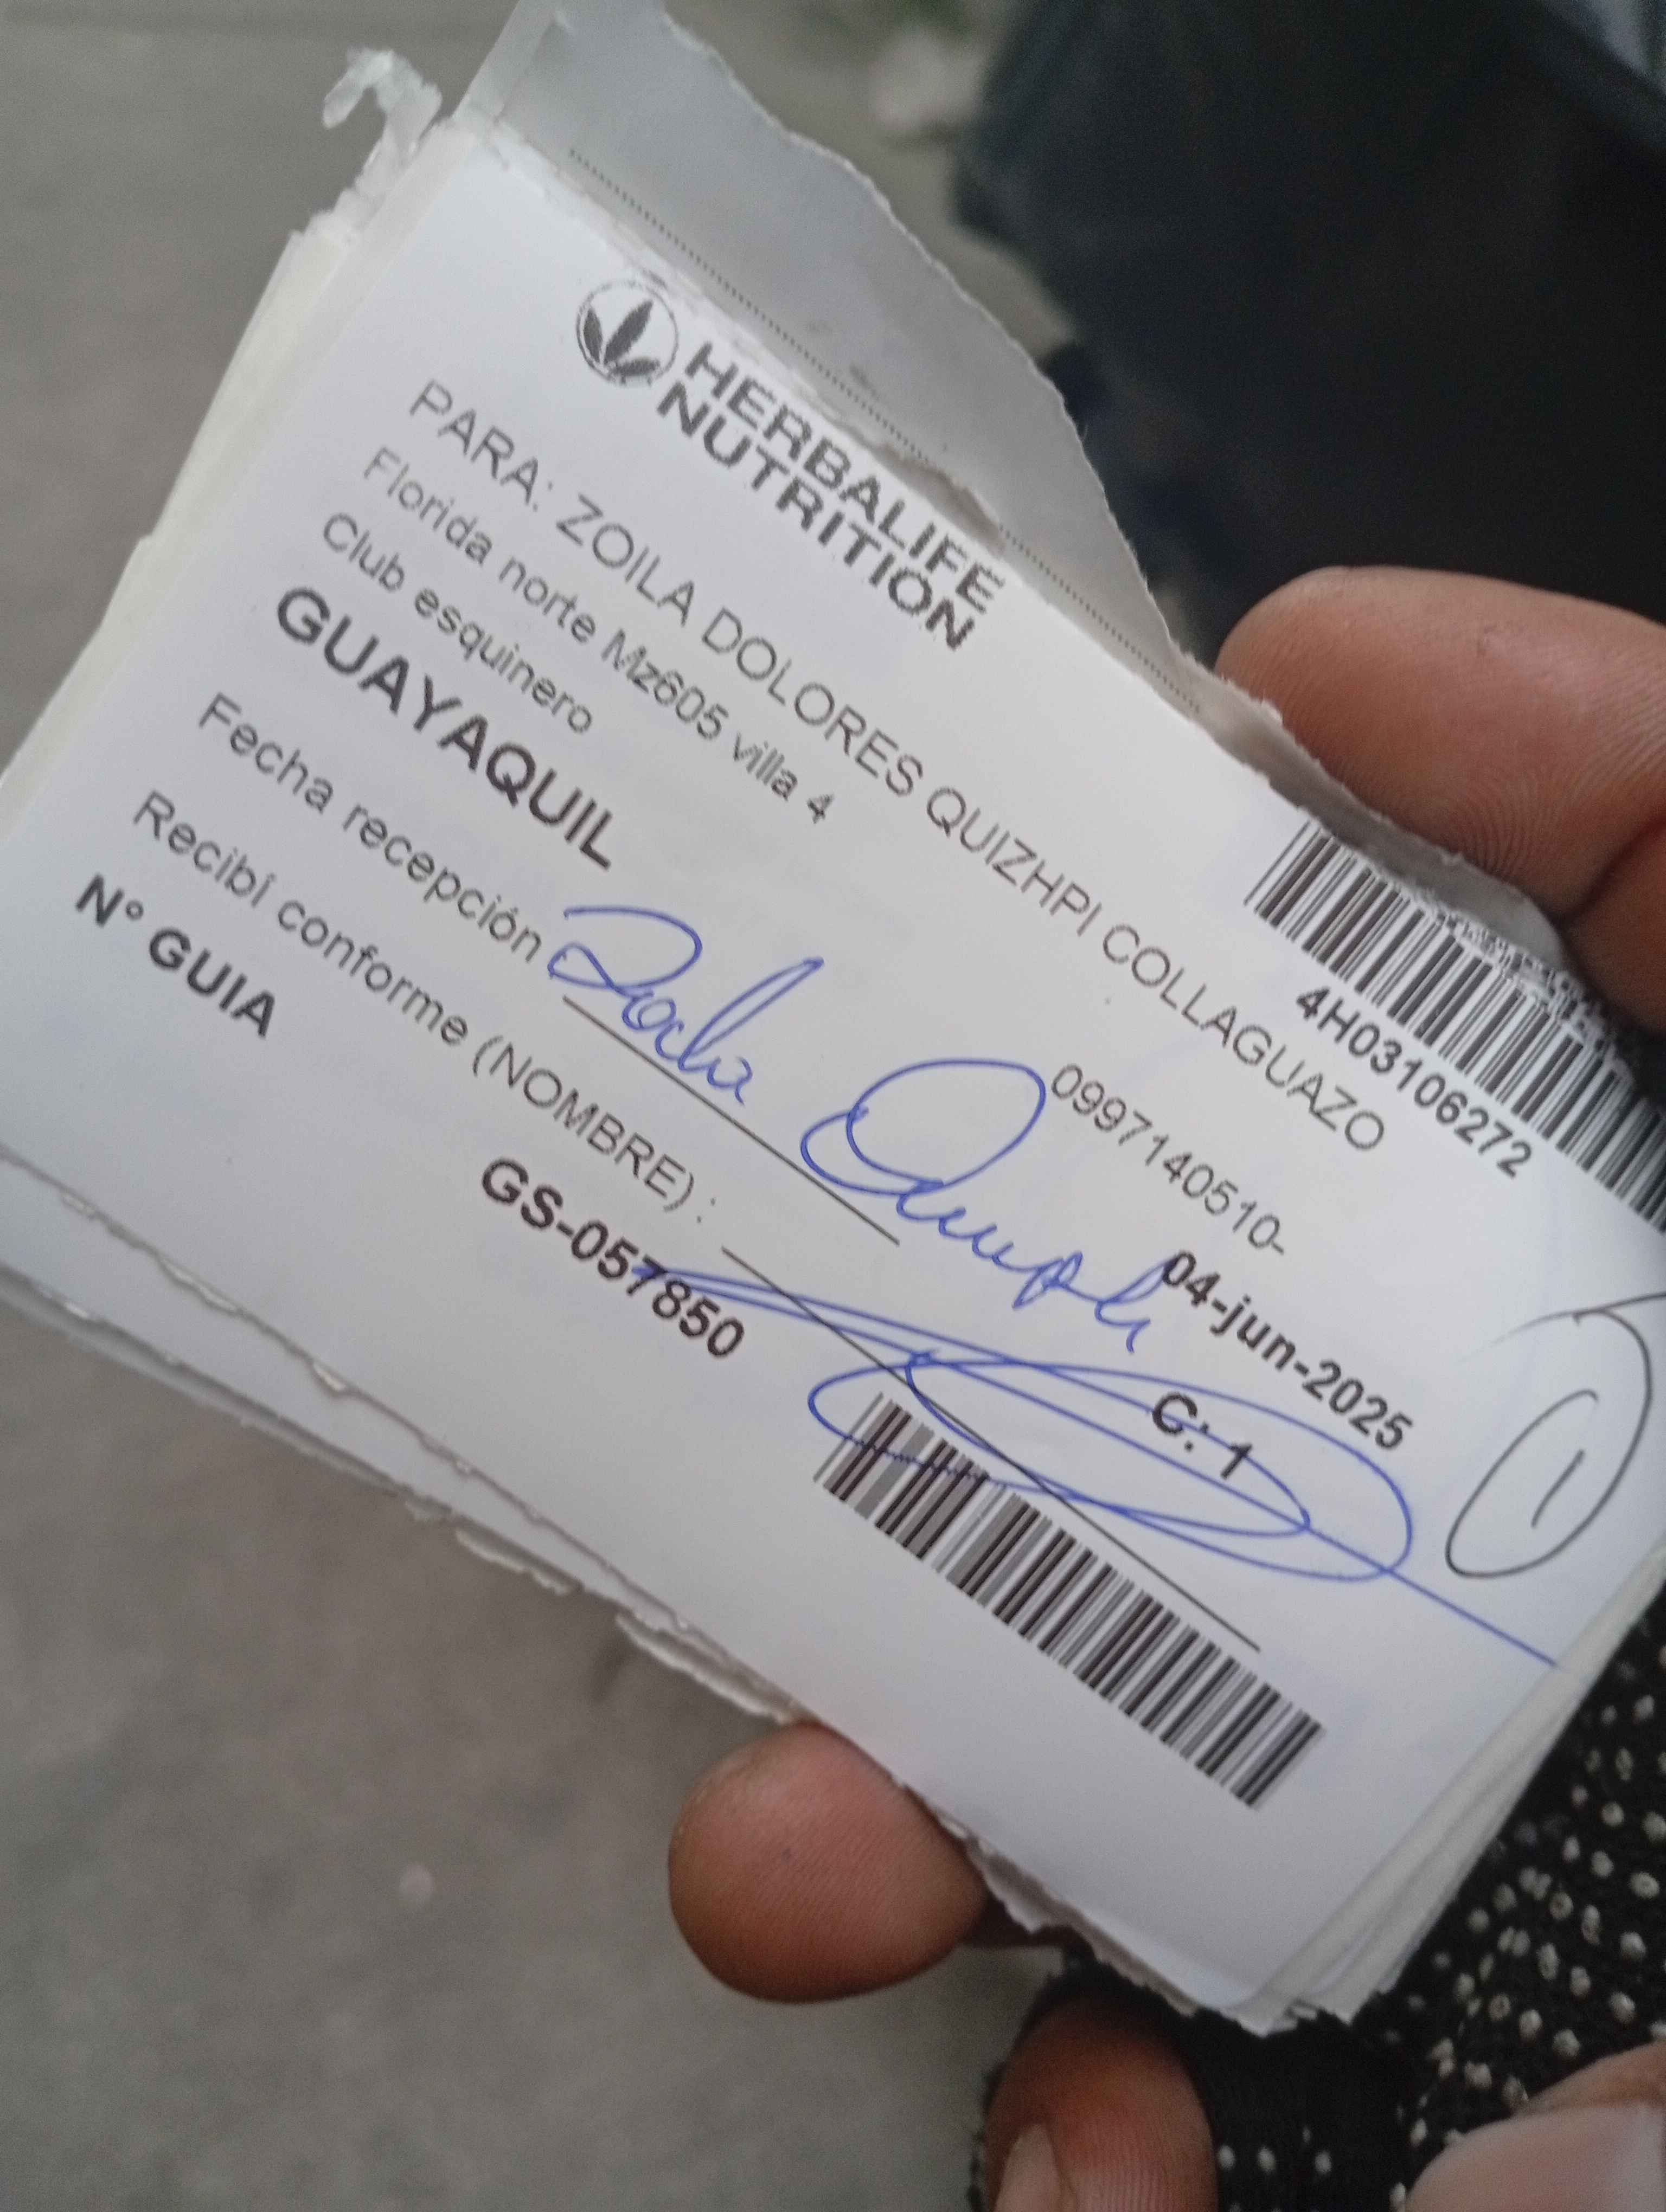 HERBALIFE
NUTRITION
4H03106272
PARA: ZOILA DOLORES QUIZHPI COLLAGUAZO
Florida norte Mz605 villa 4
0997140510-
Club esquinero
GUAYAQUIL
04-jun-2025
Fecha recepción
C: 1
1
Recibí conforme (NOMBRE) :
N° GUIA
GS-057850